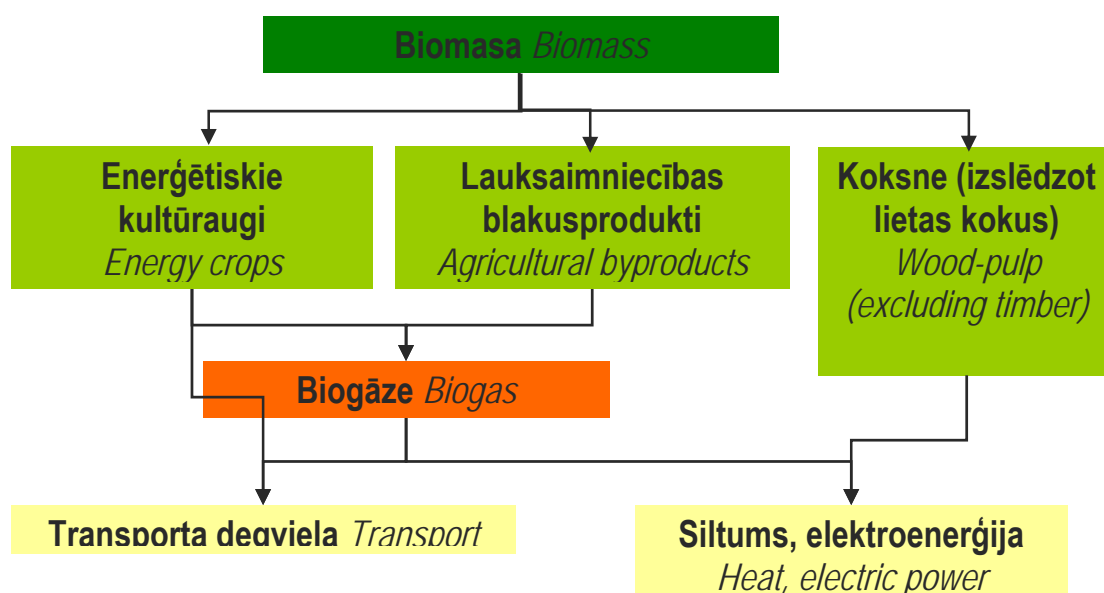 Biomasa Biomass
Enerģētiskie
kultūraugi
Energy crops
Lauksaimniecības
blakusprodukti
Agricultural byproducts
Koksne (izslēdzot
lietas kokus)
Wood-pulp
(excluding timber)
Biogāze Biogas
Transporta degviela Transport
Siltums, elektroenerģija
Heat, electric power